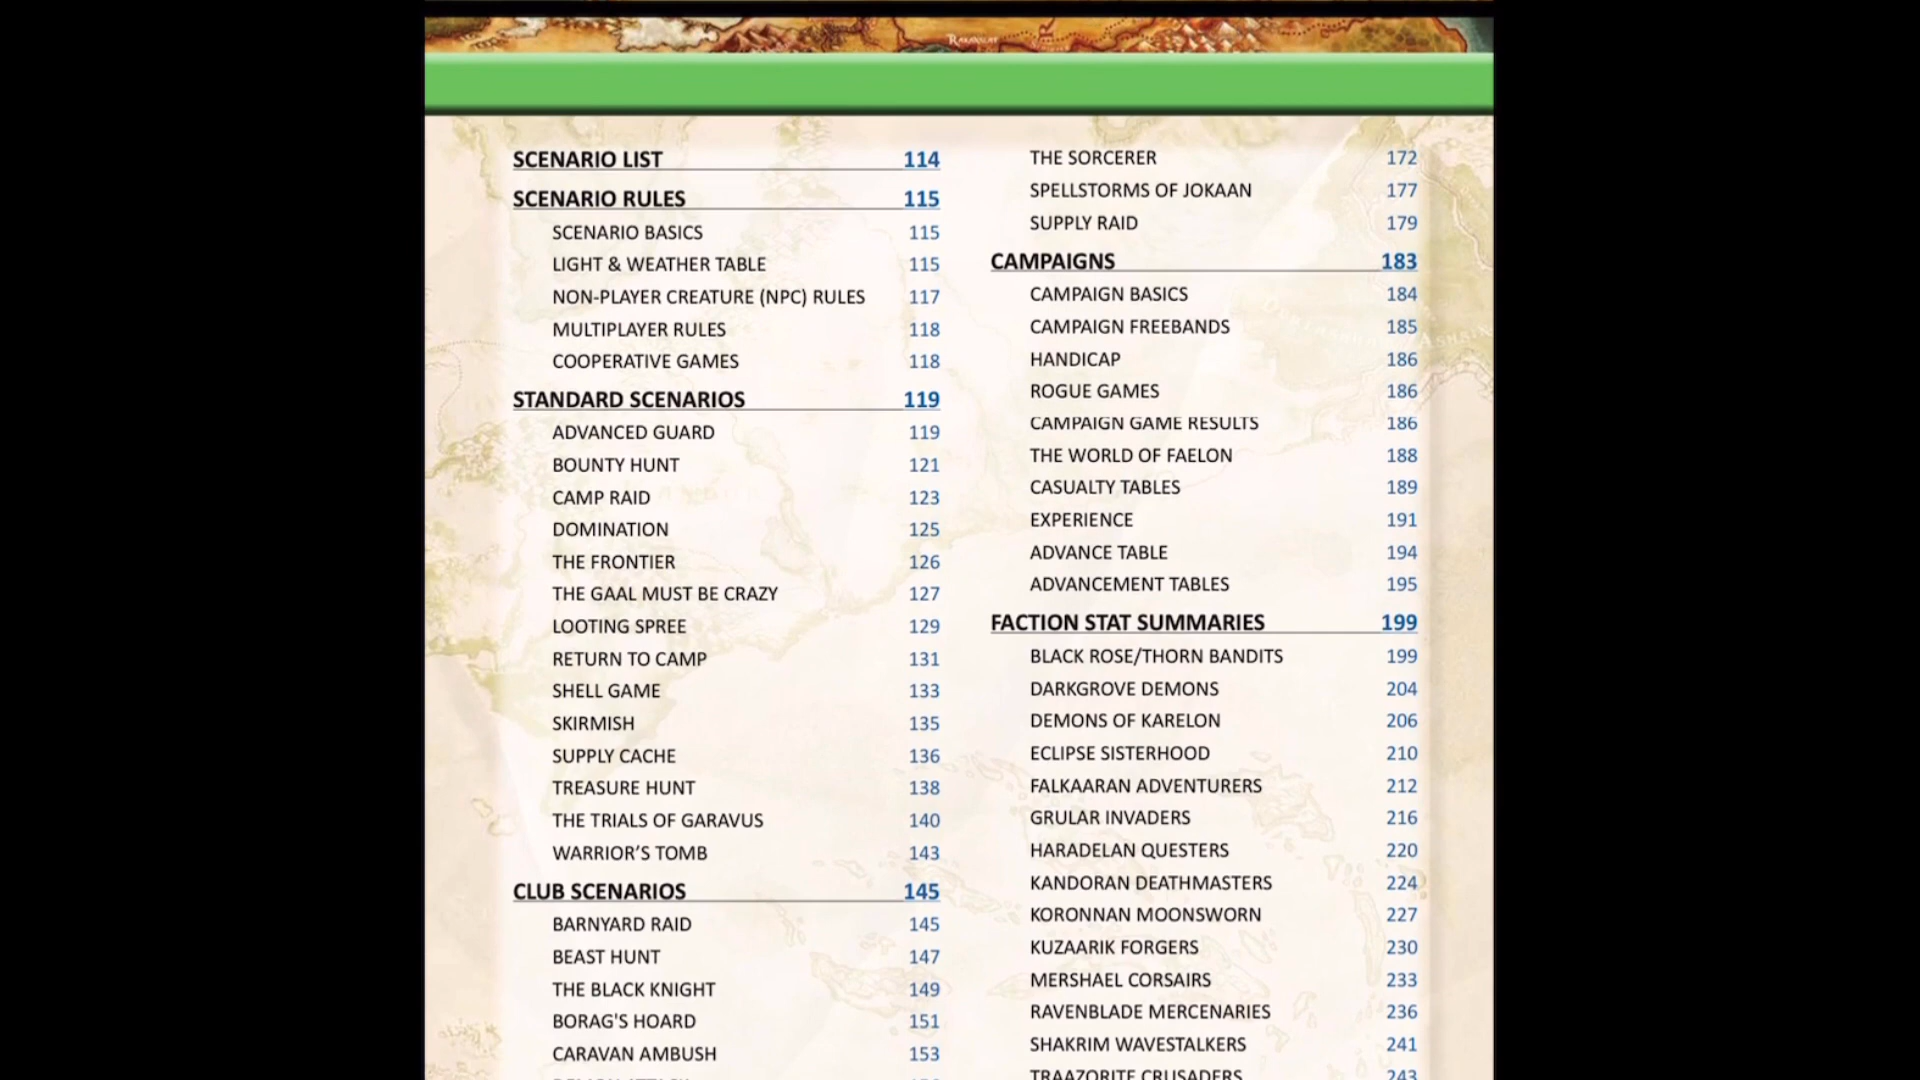 SCENARIO LIST 114
SCENARIO RULES 115
SCENARIO BASICS 115
LIGHT & WEATHER TABLE 115
NON-PLAYER CREATURE (NPC) RULES 117
MULTIPLAYER RULES 118
COOPERATIVE GAMES 118
STANDARD SCENARIOS 119
ADVANCED GUARD 119
BOUNTY HUNT 121
CAMP RAID 123
DOMINATION 125
THE FRONTIER 126
THE GAAL MUST BE CRAZY 127
LOOTING SPREE 129
RETURN TO CAMP 131
SHELL GAME 133
SKIRMISH 135
SUPPLY CACHE 136
TREASURE HUNT 138
THE TRIALS OF GARAVUS 140
WARRIOR’S TOMB 143
CLUB SCENARIOS 145
BARNYARD RAID 145
BEAST HUNT 147
THE BLACK KNIGHT 149
BORAG'S HOARD 151
CARAVAN AMBUSH 153
THE SORCERER 172
SPELLSTORMS OF JOKAAN 177
SUPPLY RAID 179
CAMPAIGNS 183
CAMPAIGN BASICS 184
CAMPAIGN FREEBANDS 185
HANDICAP 186
ROGUE GAMES 186
CAMPAIGN GAME RESULTS 186
THE WORLD OF FAELON 188
CASUALTY TABLES 189
EXPERIENCE 191
ADVANCE TABLE 194
ADVANCEMENT TABLES 195
FACTION STAT SUMMARIES 199
BLACK ROSE/THORN BANDITS 199
DARKGROVE DEMONS 204
DEMONS OF KARELON 206
ECLIPSE SISTERHOOD 210
FALKAARAN ADVENTURERS 212
GRULAR INVADERS 216
HARADELAN QUESTERS 220
KANDORAN DEATHMASTERS 224
KORONNAN MOONSWORN 227
KUZAARIK FORGERS 230
MERSHAEL CORSAIRS 233
RAVENBLADE MERCENARIES 236
SHAKRIM WAVESTALKERS 241
TRAAZORITE CRUSADERS 243